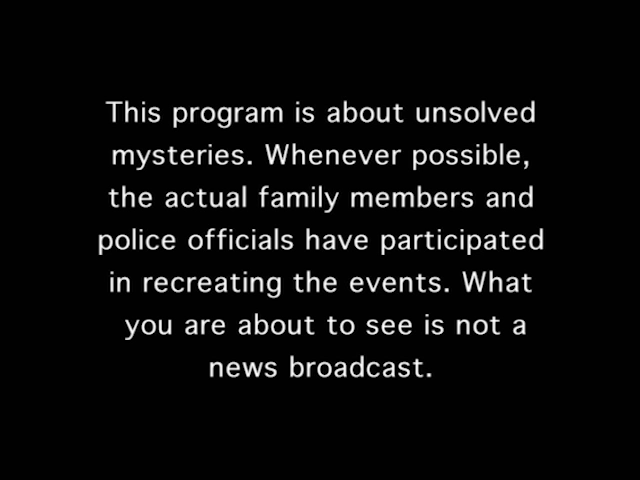 This program is about unsolved
mysteries. Whenever possible,
the actual family members and
police officials have participated
in recreating the events. What
you are about to see is not a
news broadcast.